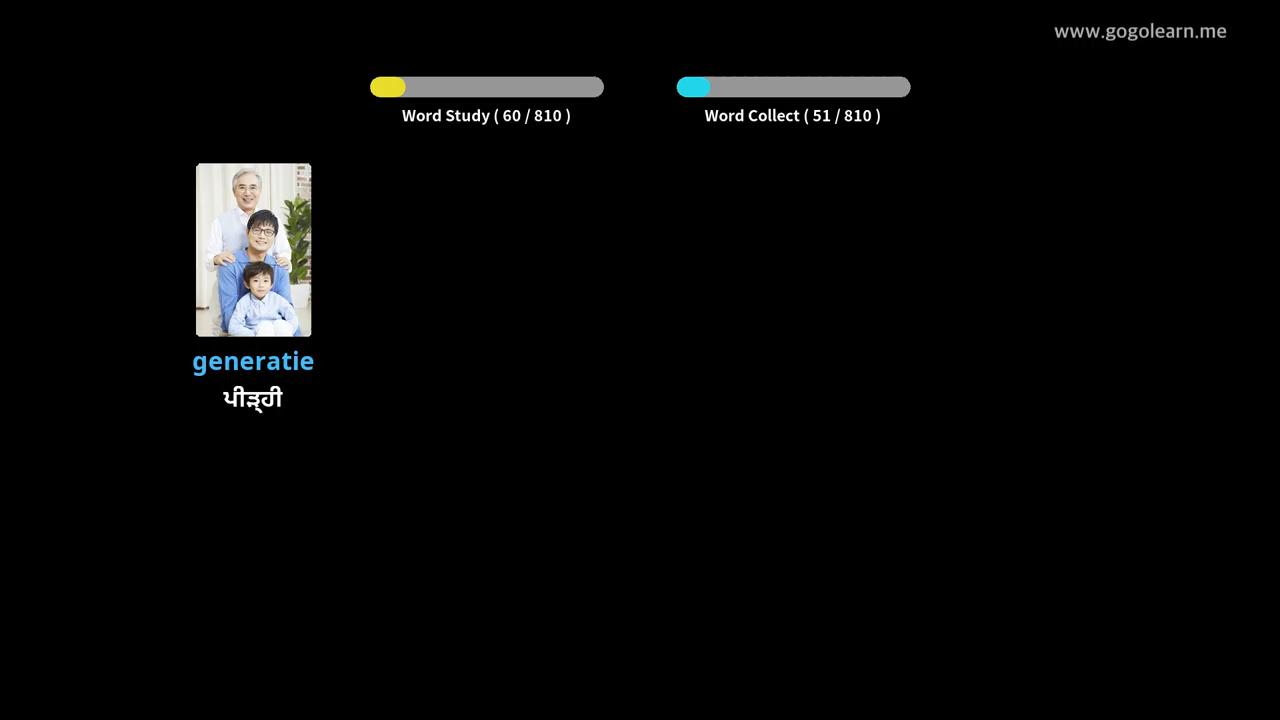 www.gogolearn.me
Word Study ( 60 / 810 )
Word Collect ( 51 / 810 )
generatie
ਪੀੜ੍ਹੀ